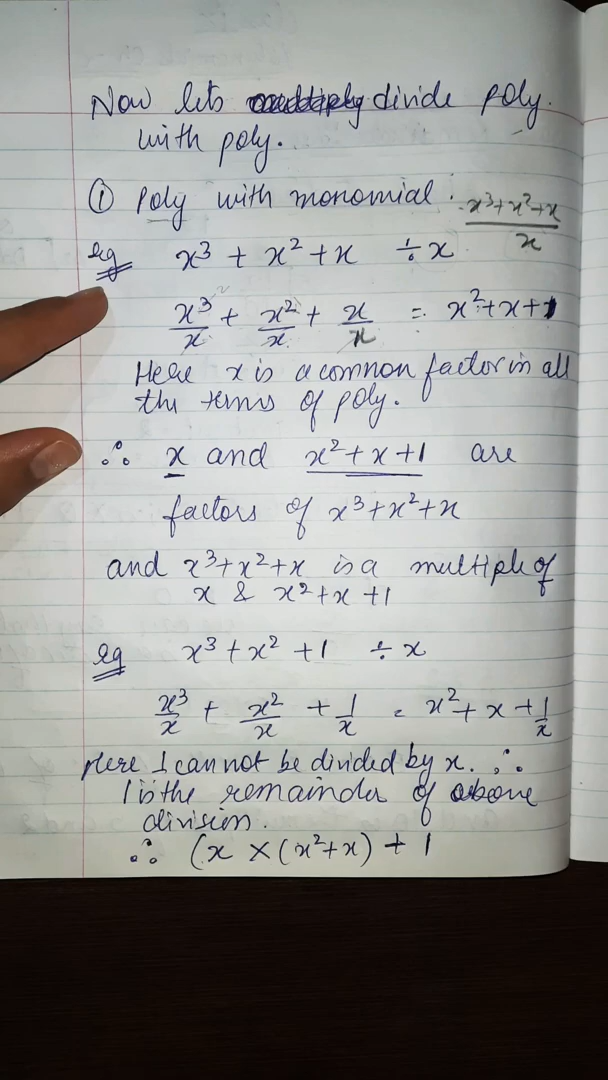 Now lets divide poly.
with poly.
① Poly with monomial : x³+x²+x / x
eg x³ + x² + x ÷ x
x³/x + x²/x + x/x = x²+x+1
Here x is a common factor in all
the terms of poly.
∴ x and x²+x+1 are
factors of x³+x²+x
and x³+x²+x is a multiple of
x & x²+x+1
eg x³+x²+1 ÷ x
x³/x + x²/x + 1/x = x²+x+1/x
Here 1 cannot be divided by x. ∴
1 is the remainder of above
division.
∴ (x × (x²+x) + 1